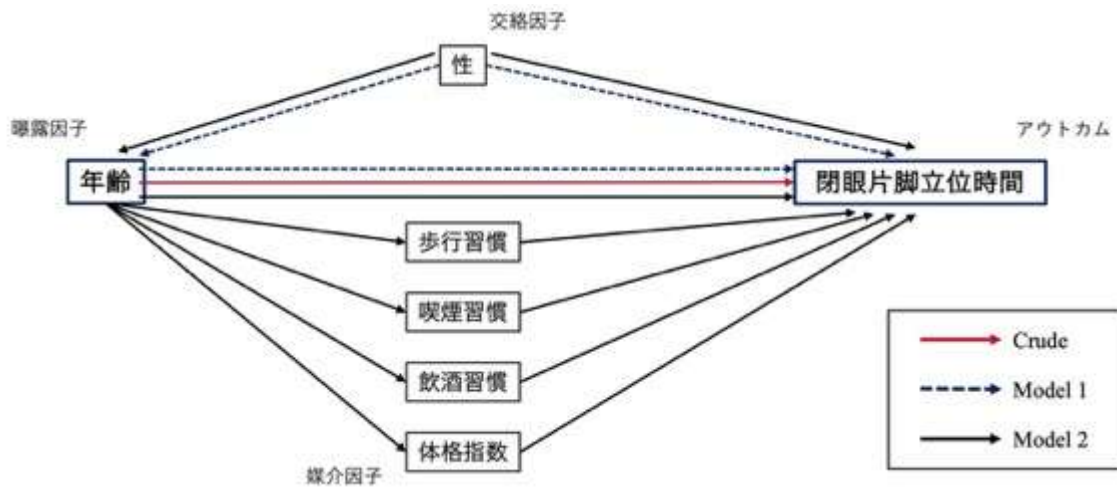 交絡因子
性
曝露因子
アウトカム
年齢
閉眼片脚立位時間
歩行習慣
喫煙習慣
飲酒習慣
体格指数
媒介因子
Crude
Model 1
Model 2